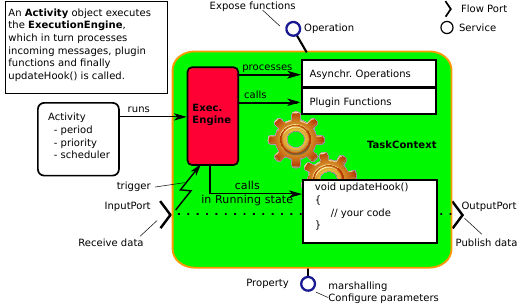 An Activity object executes
the ExecutionEngine,
which in turn processes
incoming messages, plugin
functions and finally
updateHook() is called.
Expose functions
Operation
Flow Port
Service
Activity
- period
- priority
- scheduler
runs
Exec.
Engine
processes
calls
Asynchr. Operations
Plugin Functions
TaskContext
trigger
calls
in Running state
void updateHook()
{
// your code
}
InputPort
Receive data
OutputPort
Publish data
Property
marshalling
Configure parameters